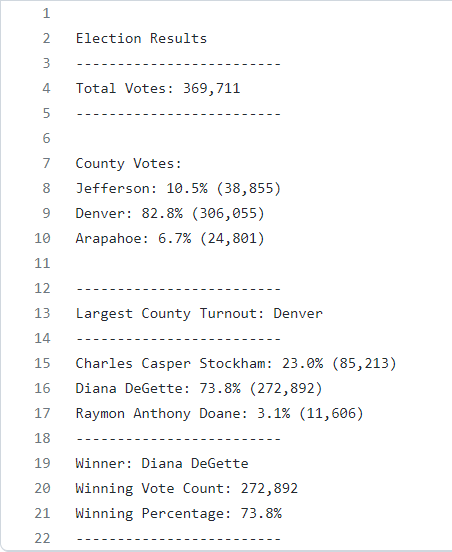 1
2 Election Results
3 -------------------------
4 Total Votes: 369,711
5 -------------------------
6
7 County Votes:
8 Jefferson: 10.5% (38,855)
9 Denver: 82.8% (306,055)
10 Arapahoe: 6.7% (24,801)
11
12 -------------------------
13 Largest County Turnout: Denver
14 -------------------------
15 Charles Casper Stockham: 23.0% (85,213)
16 Diana DeGette: 73.8% (272,892)
17 Raymon Anthony Doane: 3.1% (11,606)
18 -------------------------
19 Winner: Diana DeGette
20 Winning Vote Count: 272,892
21 Winning Percentage: 73.8%
22 -------------------------